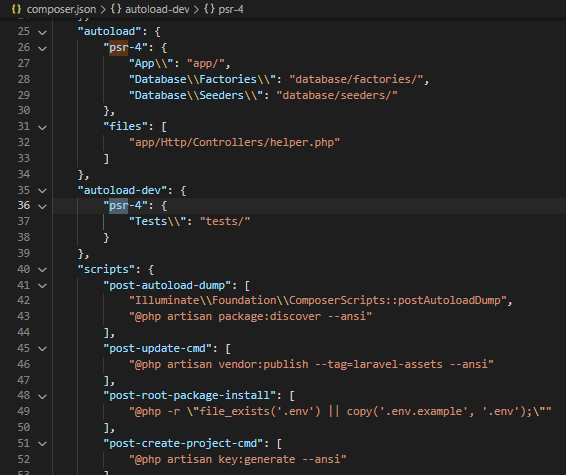 composer.json > {} autoload-dev > {} psr-4
25 "autoload": {
26 "psr-4": {
27 "App\\": "app/",
28 "Database\\Factories\\": "database/factories/",
29 "Database\\Seeders\\": "database/seeders/"
30 },
31 "files": [
32 "app/Http/Controllers/helper.php"
33 ]
34 },
35 "autoload-dev": {
36 "psr-4": {
37 "Tests\\": "tests/"
38 }
39 },
40 "scripts": {
41 "post-autoload-dump": [
42 "Illuminate\\Foundation\\ComposerScripts::postAutoloadDump",
43 "@php artisan package:discover --ansi"
44 ],
45 "post-update-cmd": [
46 "@php artisan vendor:publish --tag=laravel-assets --ansi"
47 ],
48 "post-root-package-install": [
49 "@php -r \"file_exists('.env') || copy('.env.example', '.env');\""
50 ],
51 "post-create-project-cmd": [
52 "@php artisan key:generate --ansi"